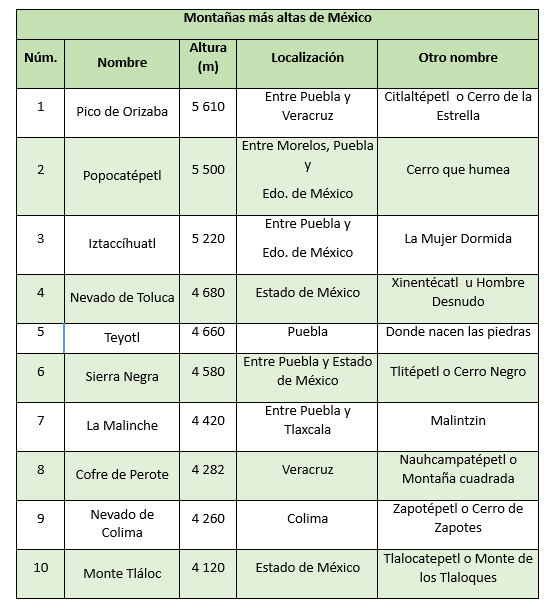 Montañas más altas de México
Núm. Nombre Altura (m) Localización Otro nombre
1 Pico de Orizaba 5 610 Entre Puebla y Veracruz Citlaltépetl o Cerro de la Estrella
2 Popocatépetl 5 500 Entre Morelos, Puebla y Edo. de México Cerro que humea
3 Iztaccíhuatl 5 220 Entre Puebla y Edo. de México La Mujer Dormida
4 Nevado de Toluca 4 680 Estado de México Xinentécatl u Hombre Desnudo
5 Teyotl 4 660 Puebla Donde nacen las piedras
6 Sierra Negra 4 580 Entre Puebla y Estado de México Tlitépetl o Cerro Negro
7 La Malinche 4 420 Entre Puebla y Tlaxcala Malintzin
8 Cofre de Perote 4 282 Veracruz Nauhcampatépetl o Montaña cuadrada
9 Nevado de Colima 4 260 Colima Zapotépetl o Cerro de Zapotes
10 Monte Tláloc 4 120 Estado de México Tlalocatepetl o Monte de los Tlaloques